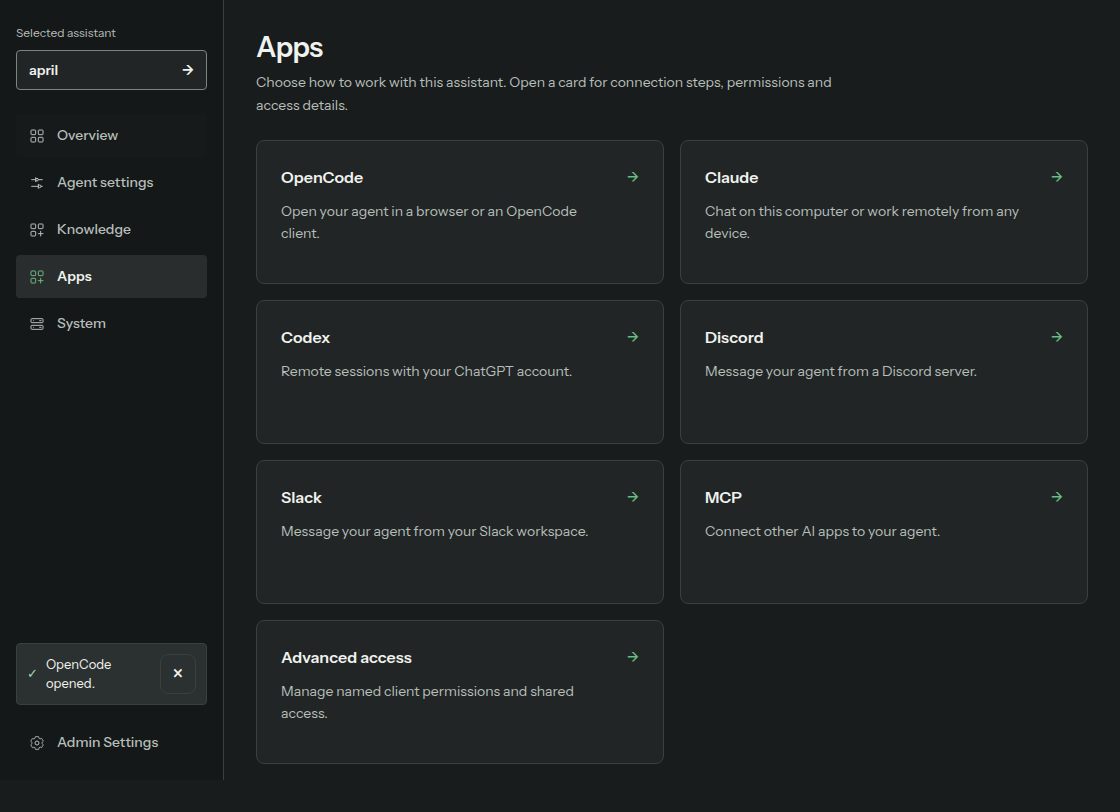 Selected assistant
april
Overview
Agent settings
Knowledge
Apps
System
OpenCode
opened.
Admin Settings
Apps
Choose how to work with this assistant. Open a card for connection steps, permissions and
access details.
OpenCode
Open your agent in a browser or an OpenCode
client.
Claude
Chat on this computer or work remotely from any
device.
Codex
Remote sessions with your ChatGPT account.
Discord
Message your agent from a Discord server.
Slack
Message your agent from your Slack workspace.
MCP
Connect other AI apps to your agent.
Advanced access
Manage named client permissions and shared
access.